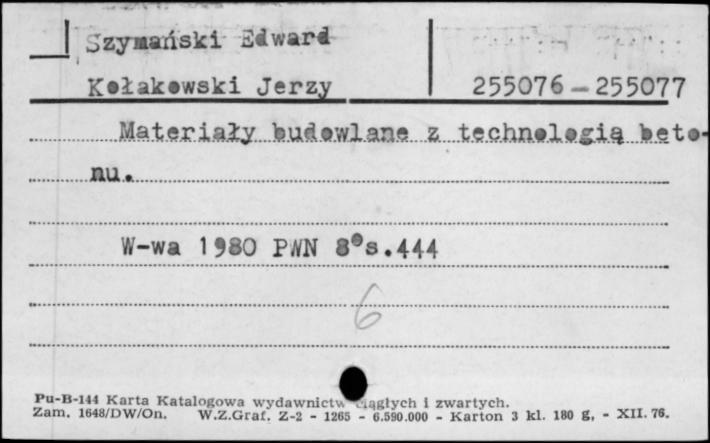 Szymański Edward
Kołakowski Jerzy 255076-255077
Materiały budowlane z technologią beto-
nu.
W-wa 1980 PWN 8°s.444
6
Pu-B-144 Karta Katalogowa wydawnictw ciągłych i zwartych.
Zam. 1648/DW/On. W.Z.Graf. Z-2 - 1265 - 6.590.000 - Karton 3 kl. 180 g, - XII. 76.